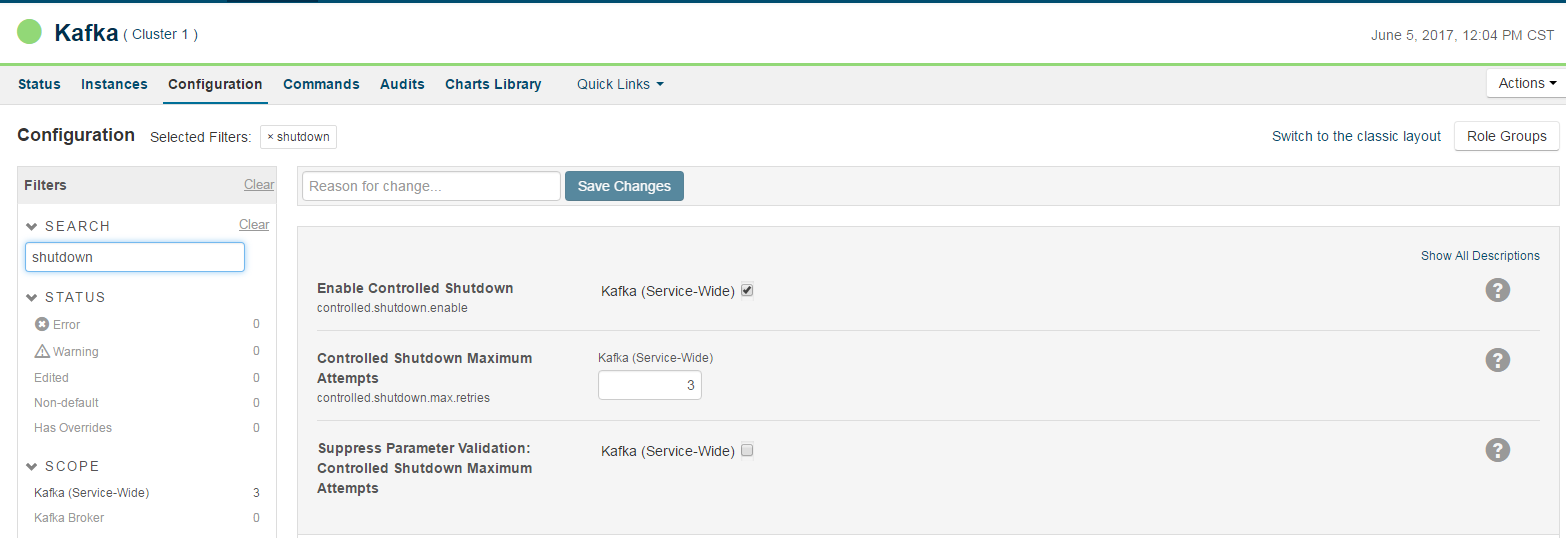 Kafka ( Cluster 1 )
June 5, 2017, 12:04 PM CST
Status Instances Configuration Commands Audits Charts Library Quick Links
Actions
Configuration Selected Filters: × shutdown
Switch to the classic layout Role Groups
Filters Clear
Reason for change... Save Changes
SEARCH Clear
shutdown
STATUS
Error 0
Warning 0
Edited 0
Non-default 0
Has Overrides 0
SCOPE
Kafka (Service-Wide) 3
Kafka Broker 0
Show All Descriptions
Enable Controlled Shutdown
controlled.shutdown.enable
Kafka (Service-Wide)
?
Controlled Shutdown Maximum
Attempts
controlled.shutdown.max.retries
Kafka (Service-Wide)
3
?
Suppress Parameter Validation:
Controlled Shutdown Maximum
Attempts
Kafka (Service-Wide)
?